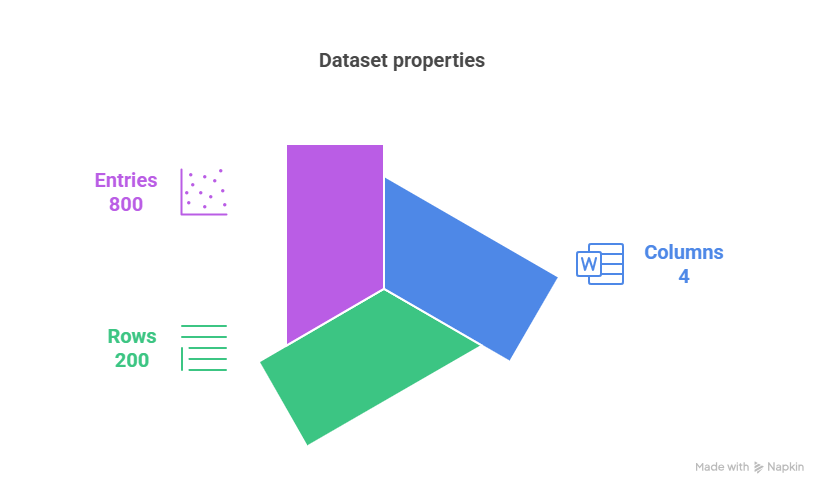 Dataset properties
Entries
800
W
Columns
4
Rows
200
Made with Napkin